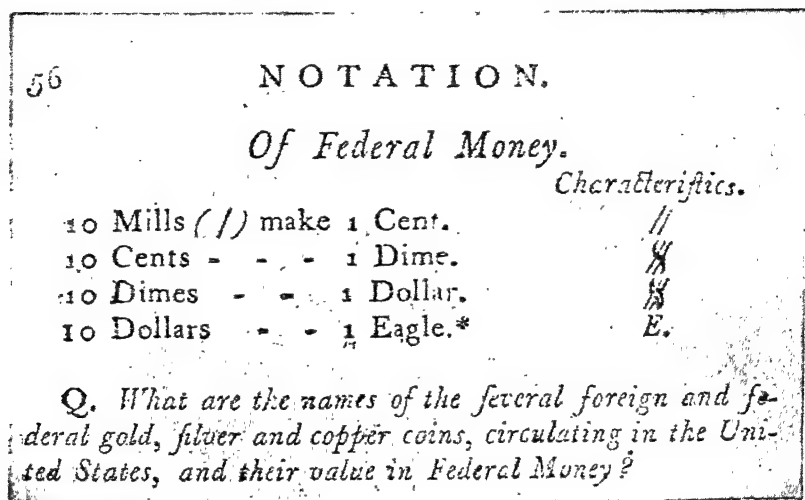 56 NOTATION.
Of Federal Money.
Characteriſtics.
10 Mills (/) make 1 Cent. //
10 Cents - - - 1 Dime.
10 Dimes - - 1 Dollar.
10 Dollars - - 1 Eagle.* E.
Q. What are the names of the ſeveral foreign and fe-
deral gold, ſilver and copper coins, circulating in the Uni-
ted States, and their value in Federal Money?